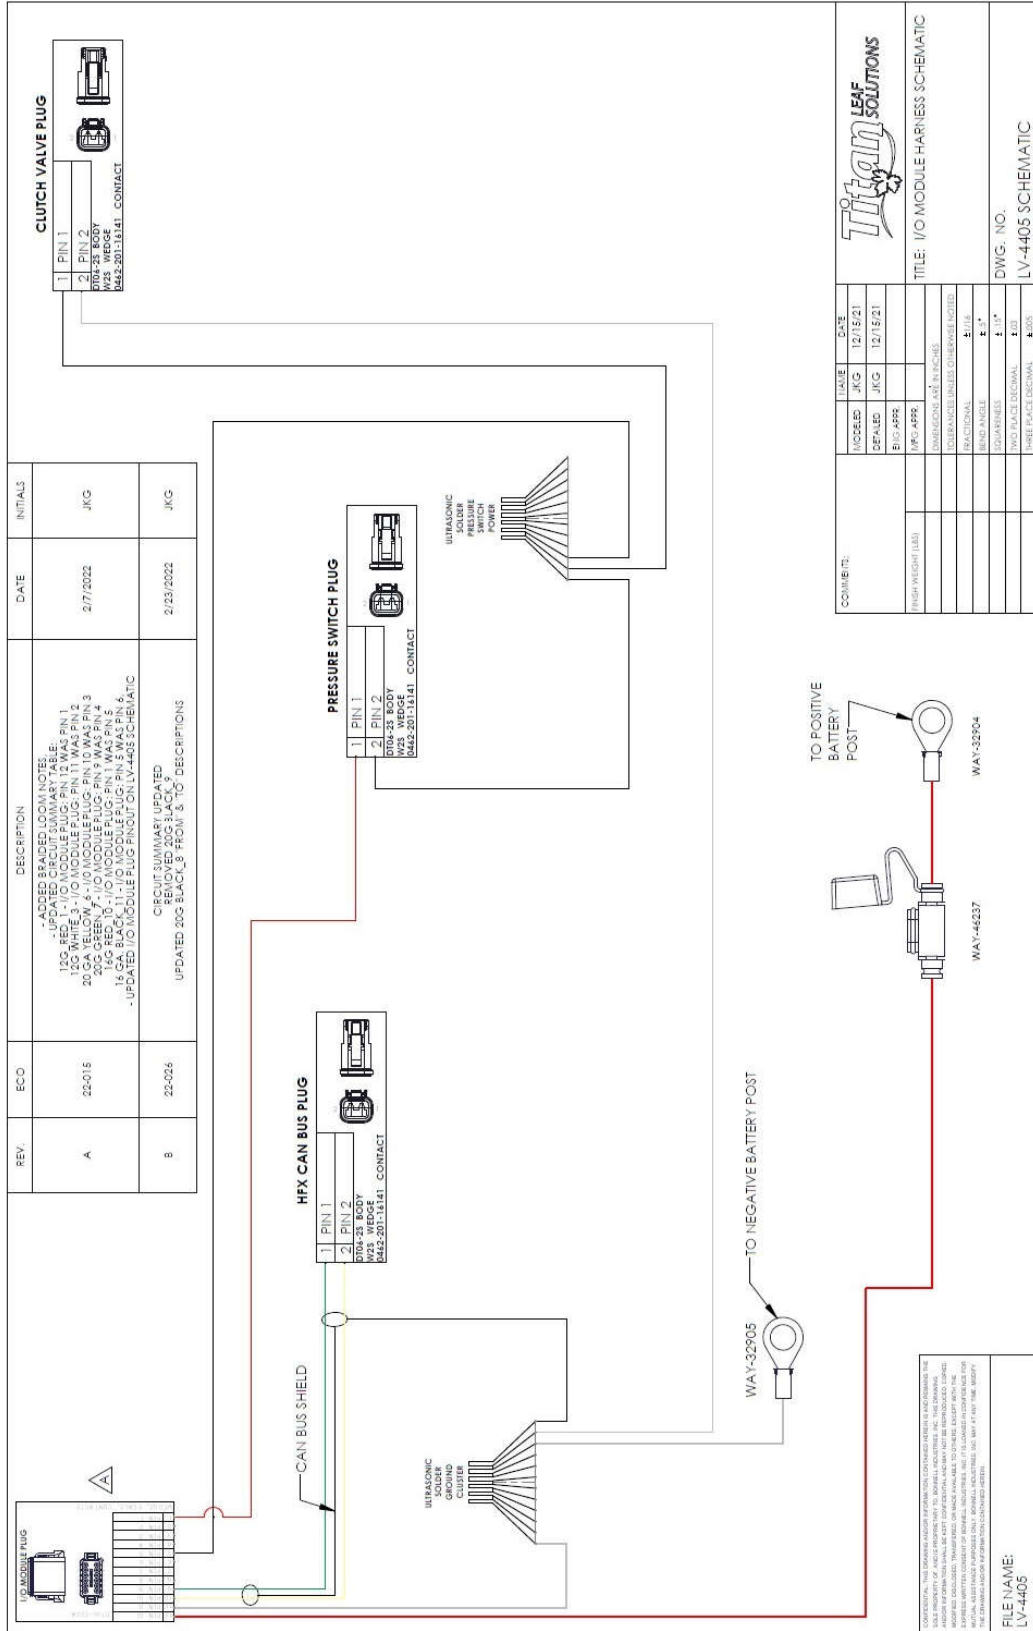 REV.
ECO
DESCRIPTION
DATE
INITIALS
A
22-015
- ADDED BRAIDED LOOM NOTES.
- UPDATED CIRCUIT SUMMARY TABLE:
12G_RED_1 - I/O MODULE PLUG: PIN 12 WAS PIN 1
12G WHITE_3 - I/O MODULE PLUG: PIN 11 WAS PIN 2
20 GA YELLOW_6 - I/O MODULE PLUG: PIN 10 WAS PIN 3
20G GREEN_7 - I/O MODULE PLUG: PIN 9 WAS PIN 4
16G RED_10 - I/O MODULE PLUG: PIN 1 WAS PIN 5
16 GA. BLACK_11 - I/O MODULE PLUG: PIN 5 WAS PIN 6
- UPDATED I/O MODULE PLUG PINOUT ON LV-4405 SCHEMATIC
2/7/2022
JKG
B
22-026
CIRCUIT SUMMARY UPDATED
REMOVED 20G BLACK_9
UPDATED 20G BLACK_8 "FROM" & "TO" DESCRIPTIONS
2/23/2022
JKG
I/O MODULE PLUG
A
CAN BUS SHIELD
HFX CAN BUS PLUG
1 PIN 1
2 PIN 2
DT06-2S BODY
W2S WEDGE
0462-201-16141 CONTACT
PRESSURE SWITCH PLUG
1 PIN 1
2 PIN 2
DT06-2S BODY
W2S WEDGE
0462-201-16141 CONTACT
CLUTCH VALVE PLUG
1 PIN 1
2 PIN 2
DT06-2S BODY
W2S WEDGE
0462-201-16141 CONTACT
ULTRASONIC
SOLDER
GROUND
CLUSTER
ULTRASONIC
SOLDER
PRESSURE
SWITCH
POWER
WAY-32905
TO NEGATIVE BATTERY POST
WAY-46237
TO POSITIVE
BATTERY
POST
WAY-32904
FILE NAME:
LV-4405
COMMENTS:
FINISH WEIGHT (LBS)
NAME
DATE
MODELED JKG 12/15/21
DETAILED JKG 12/15/21
ENG APPR.
MFG APPR.
DIMENSIONS ARE IN INCHES
TOLERANCES UNLESS OTHERWISE NOTED
FRACTIONAL ±1/16
BEND ANGLE ± .5°
SQUARENESS ± .15°
TWO PLACE DECIMAL ±.03
THREE PLACE DECIMAL ±.005
Titan LEAF
SOLUTIONS
TITLE: I/O MODULE HARNESS SCHEMATIC
DWG. NO.
LV-4405 SCHEMATIC